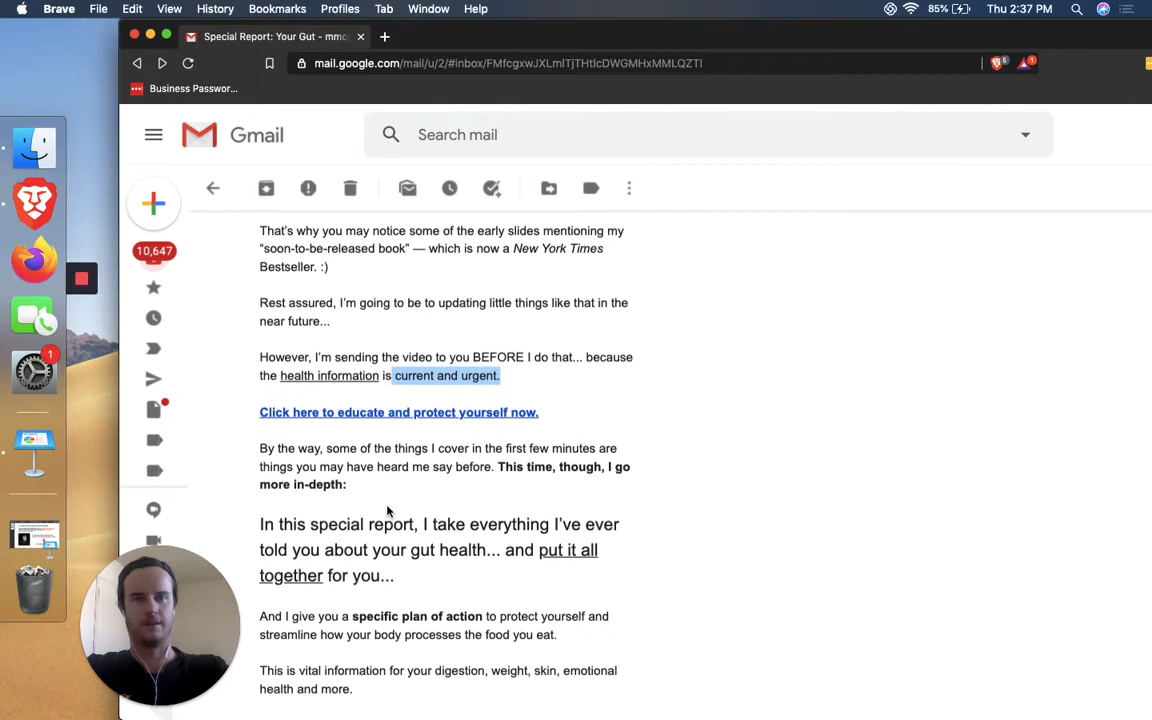 Brave File Edit View History Bookmarks Profiles Tab Window Help 85% Thu 2:37 PM
Special Report: Your Gut - mmc
mail.google.com/mail/u/2/#inbox/FMfcgxwJXLmlTjTHtlcDWGMHxMMLQZTl 5 1
Business Passwor...
Gmail Search mail
10,647
1
That’s why you may notice some of the early slides mentioning my
“soon-to-be-released book” — which is now a New York Times
Bestseller. :)
Rest assured, I’m going to be to updating little things like that in the
near future...
However, I’m sending the video to you BEFORE I do that... because
the health information is current and urgent.
Click here to educate and protect yourself now.
By the way, some of the things I cover in the first few minutes are
things you may have heard me say before. This time, though, I go
more in-depth:
In this special report, I take everything I’ve ever
told you about your gut health... and put it all
together for you...
And I give you a specific plan of action to protect yourself and
streamline how your body processes the food you eat.
This is vital information for your digestion, weight, skin, emotional
health and more.